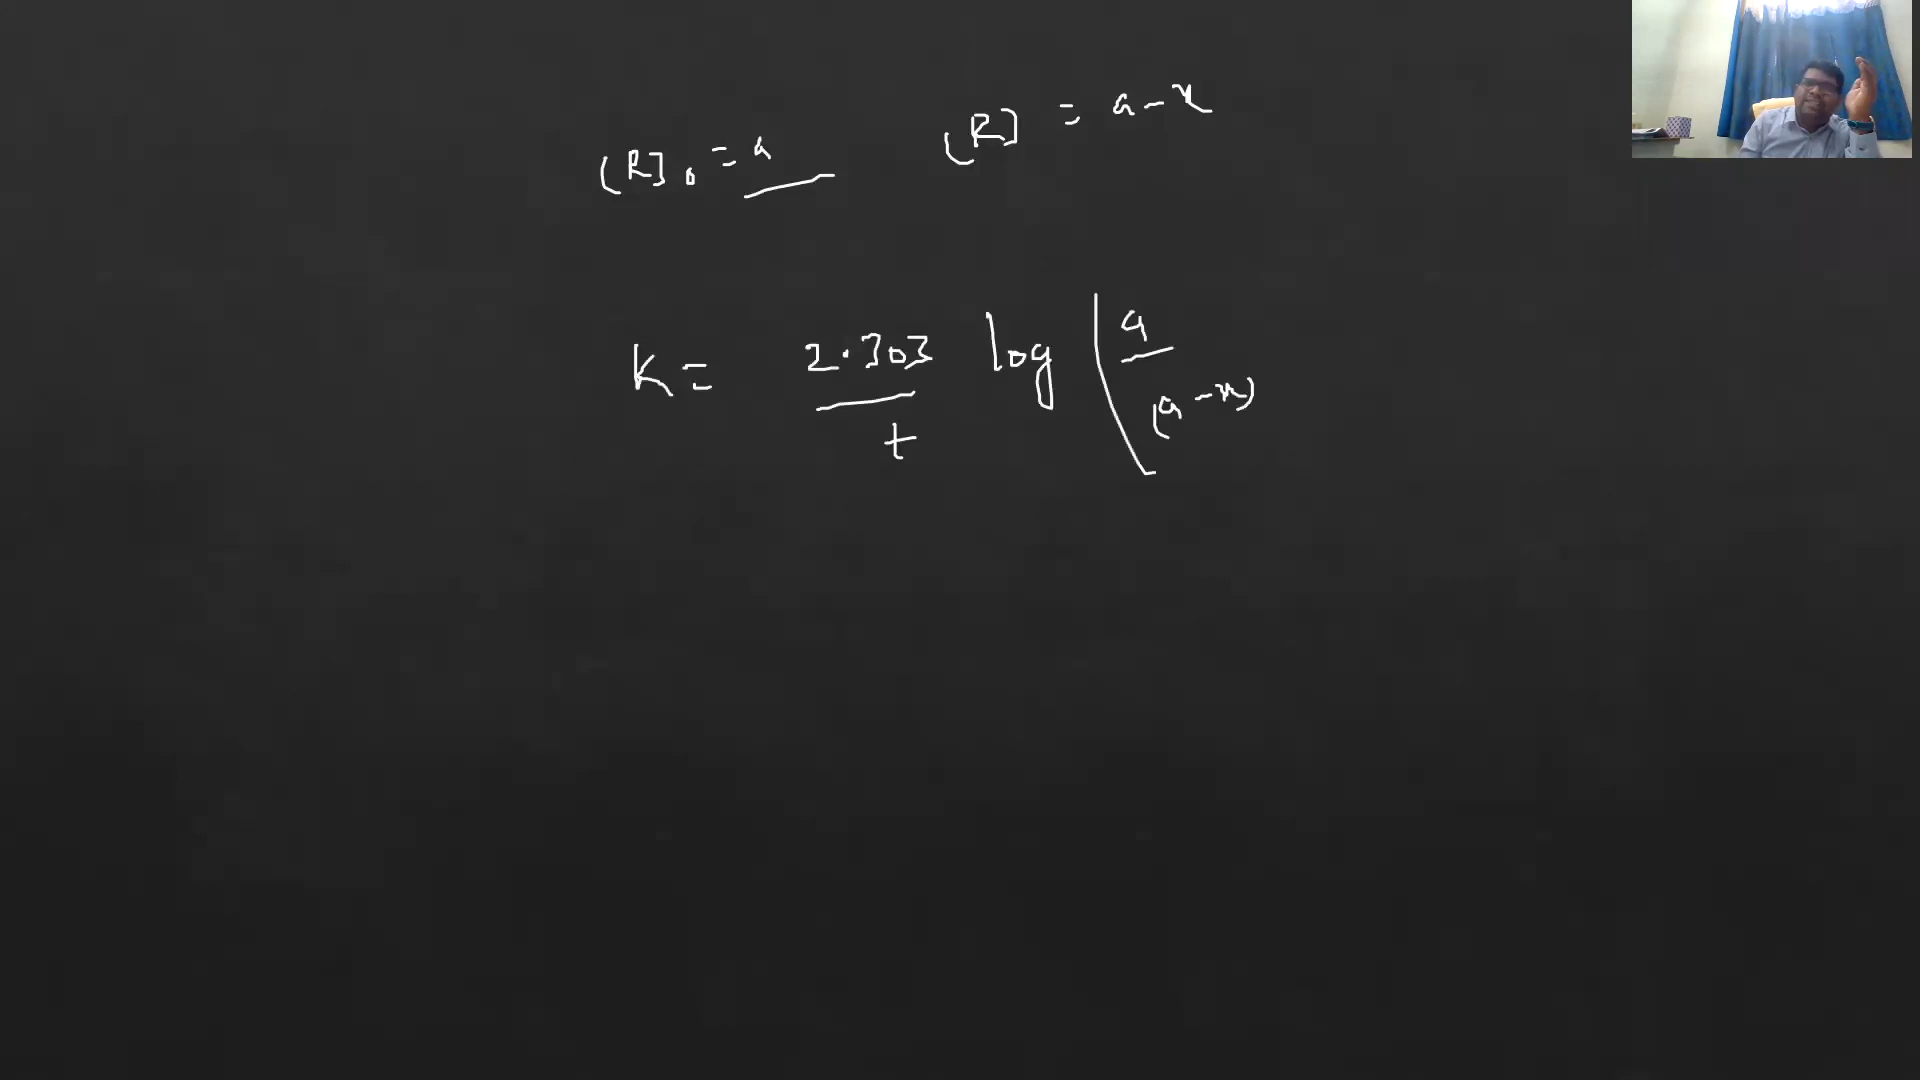 [R]₀ = a [R] = a - x
K = 2.303 / t log [ a / (a - x)